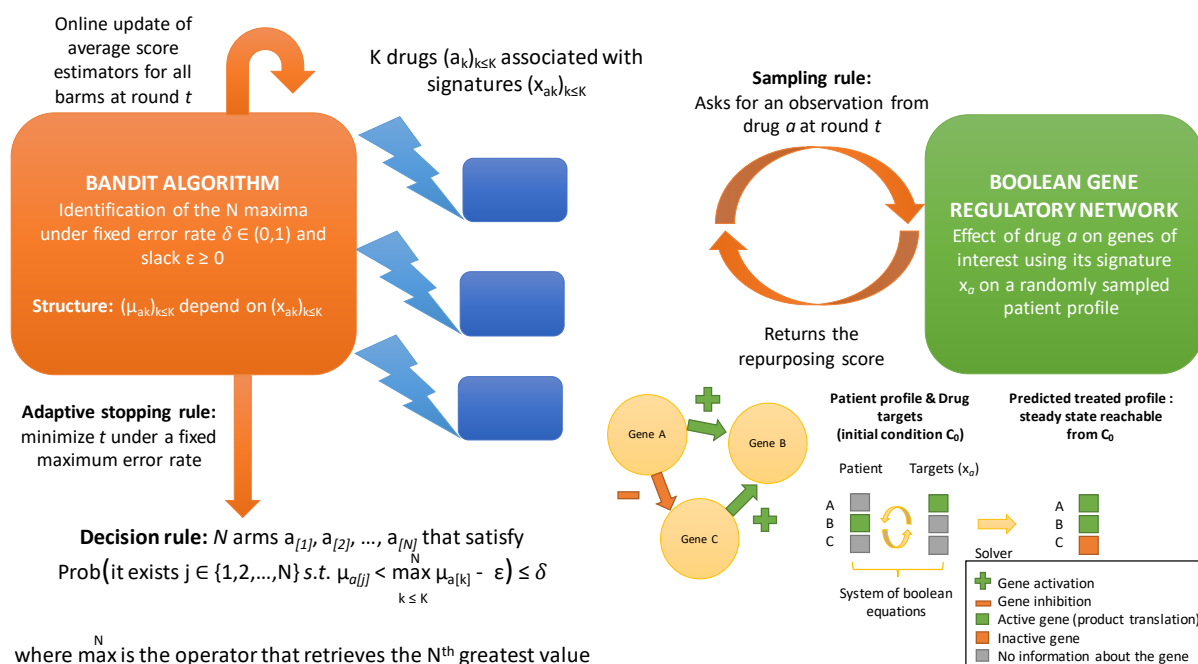 Online update of
average score
estimators for all
barms at round t
K drugs (aₖ)ₖ≤K associated with
signatures (xₐₖ)ₖ≤K
BANDIT ALGORITHM
Identification of the N maxima
under fixed error rate δ ∈ (0,1) and
slack ε ≥ 0
Structure: (μₐₖ)ₖ≤K depend on (xₐₖ)ₖ≤K
Adaptive stopping rule:
minimize t under a fixed
maximum error rate
Decision rule: N arms a[1], a[2], …, a[N] that satisfy
Prob(it exists j ∈ {1,2,…,N} s.t. μa[j] < max μa[k] - ε) ≤ δ
N
k ≤ K
where max is the operator that retrieves the Nth greatest value
N
Sampling rule:
Asks for an observation from
drug a at round t
Returns the
repurposing score
BOOLEAN GENE
REGULATORY NETWORK
Effect of drug a on genes of
interest using its signature
xₐ on a randomly sampled
patient profile
Gene A
Gene B
Gene C
Patient profile & Drug
targets
(initial condition C₀)
Patient
Targets (xₐ)
A
B
C
System of boolean
equations
Solver
Predicted treated profile :
steady state reachable
from C₀
A
B
C
Gene activation
Gene inhibition
Active gene (product translation)
Inactive gene
No information about the gene